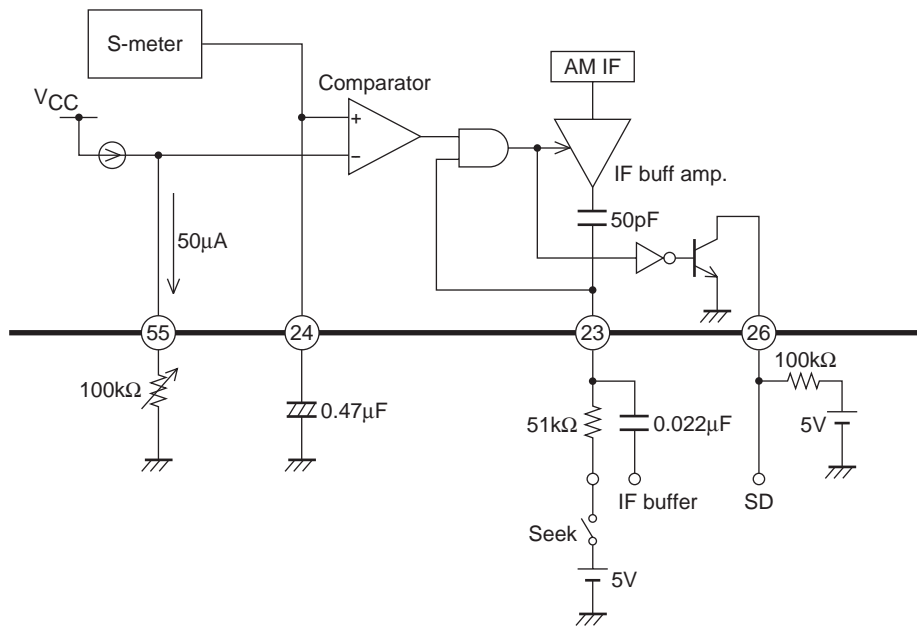 S-meter
AM IF
Comparator
VCC
+
−
IF buff amp.
50pF
50μA
55
24
23
26
100kΩ
0.47μF
51kΩ
0.022μF
100kΩ
5V
IF buffer
SD
Seek
5V